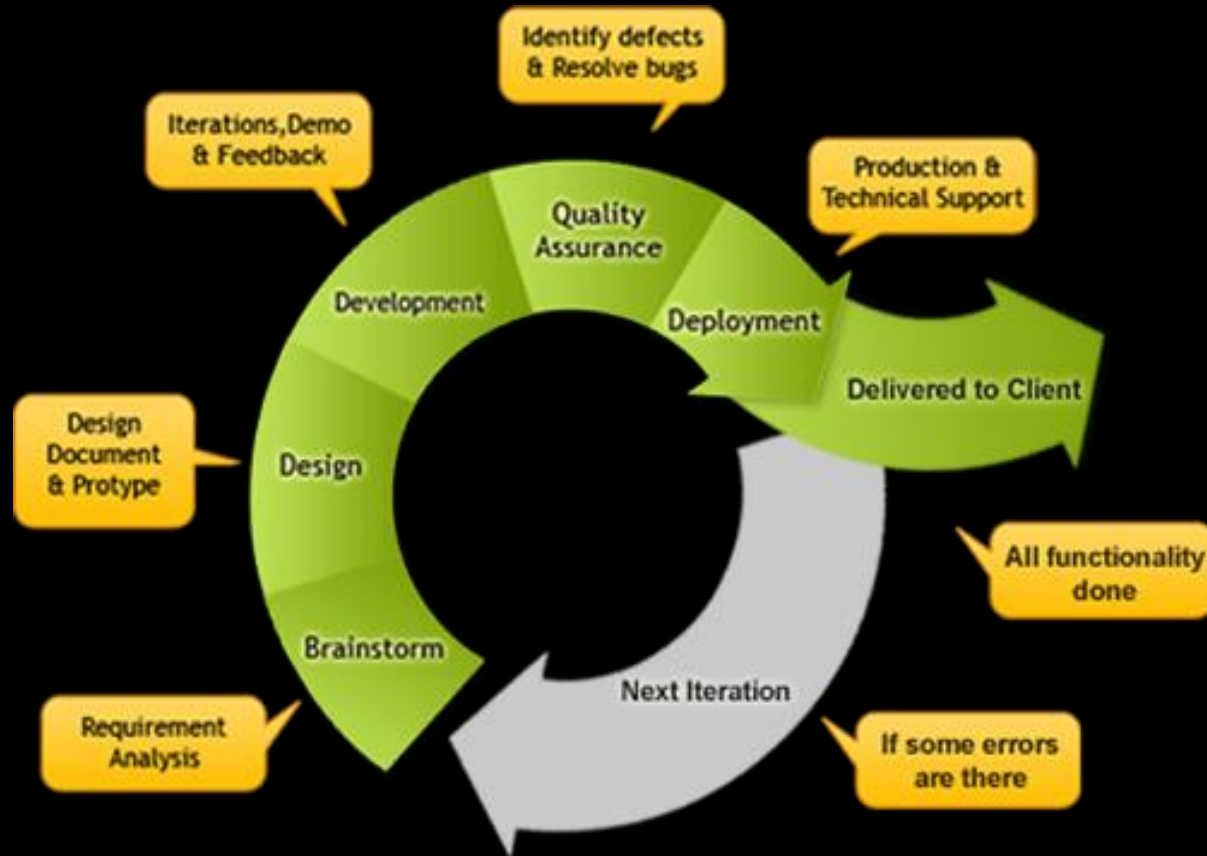 Identify defects
& Resolve bugs
Iterations,Demo
& Feedback
Production &
Technical Support
Quality
Assurance
Development
Deployment
Delivered to Client
Design
Document
& Protype
Design
All functionality
done
Brainstorm
Next Iteration
Requirement
Analysis
If some errors
are there